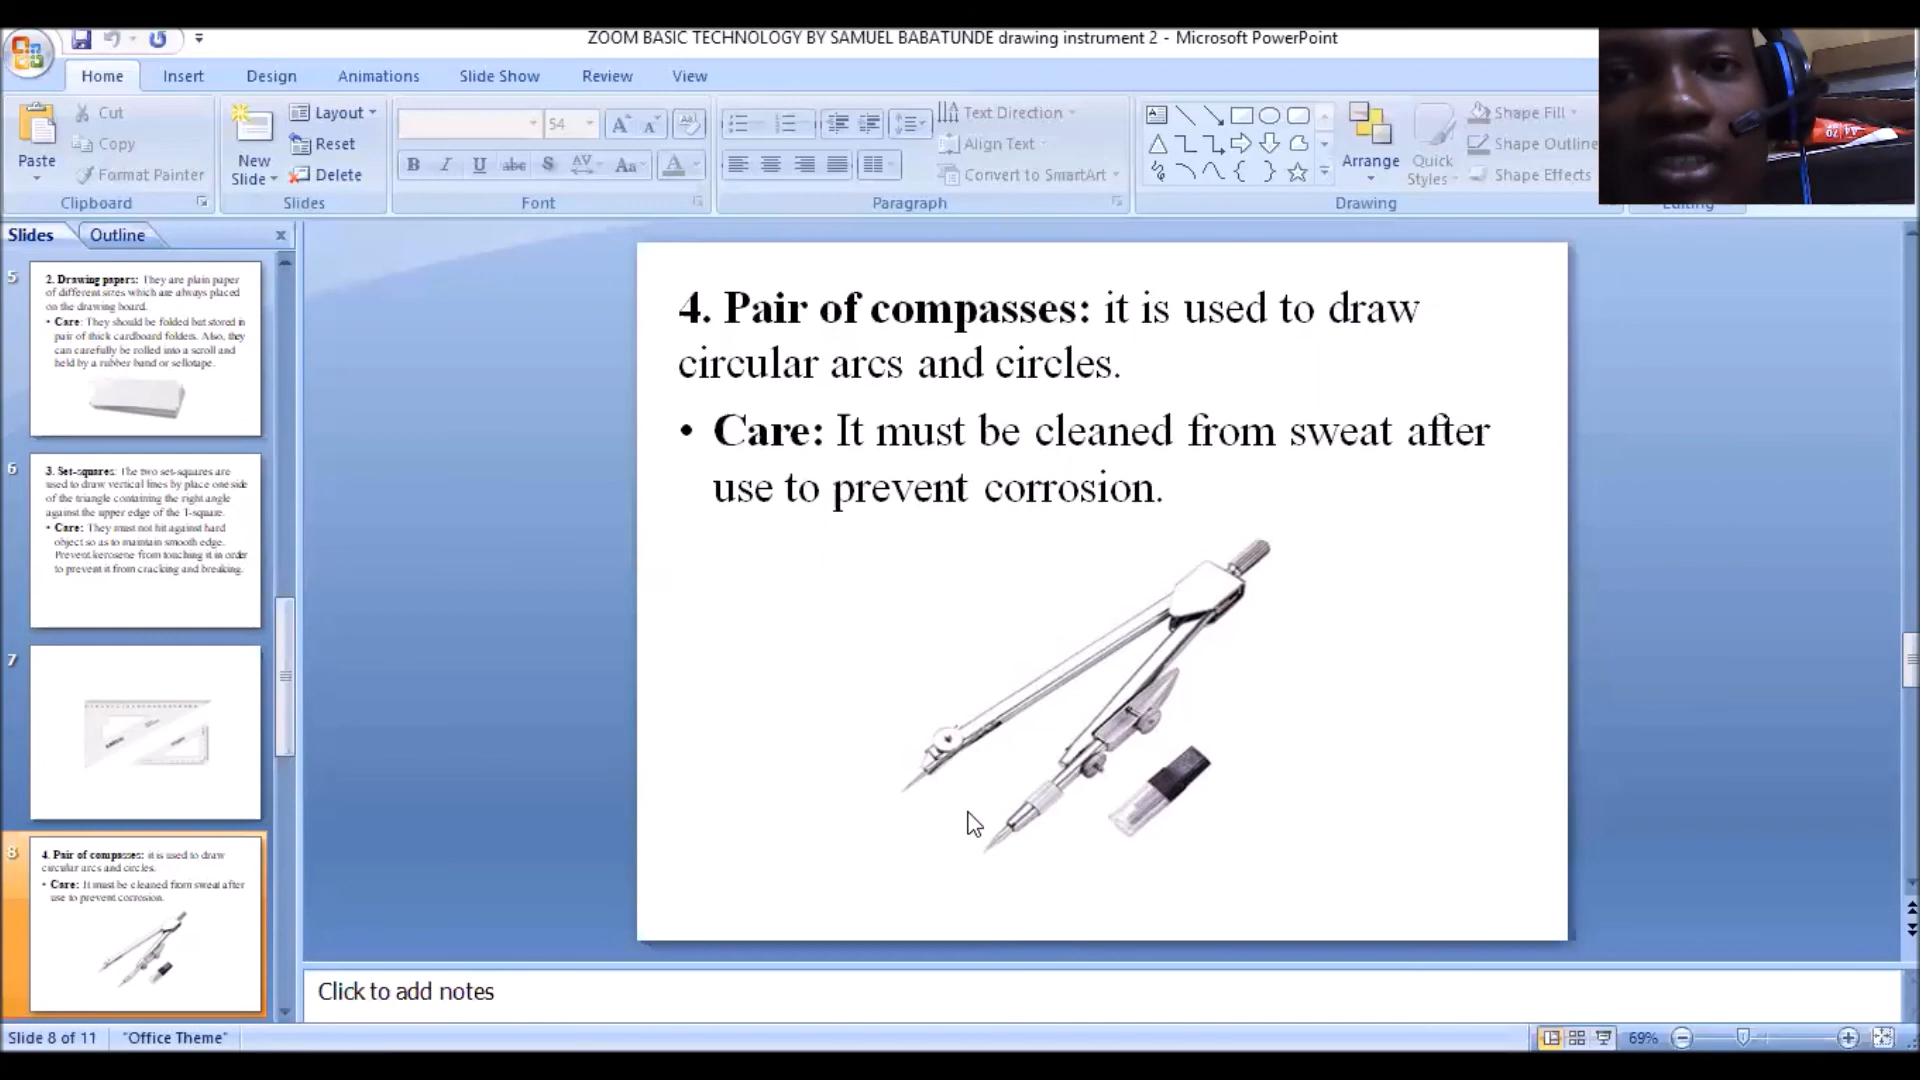 ZOOM BASIC TECHNOLOGY BY SAMUEL BABATUNDE drawing instrument 2 - Microsoft PowerPoint
Home Insert Design Animations Slide Show Review View
Paste
Cut
Copy
Format Painter
Clipboard
New Slide
Layout
Reset
Delete
Slides
54
B I U abc S AV Aa A
Font
Text Direction
Align Text
Convert to SmartArt
Paragraph
Arrange
Quick Styles
Shape Fill
Shape Outline
Shape Effects
Drawing
Editing
Slides Outline
5
2. Drawing papers: They are plain paper
of different sizes which are always placed
on the drawing board.
• Care: They should be folded but stored in
pair of thick cardboard folders. Also, they
can carefully be rolled into a scroll and
held by a rubber band or sellotape.
6
3. Set-squares: The two set-squares are
used to draw vertical lines by place one side
of the triangle containing the right angle
against the upper edge of the T-square.
• Care: They must not hit against hard
object so as to maintain smooth edge.
Prevent kerosene from touching it in order
to prevent it from cracking and breaking.
7
8
4. Pair of compasses: it is used to draw
circular arcs and circles.
• Care: It must be cleaned from sweat after
use to prevent corrosion.
4. Pair of compasses: it is used to draw
circular arcs and circles.
• Care: It must be cleaned from sweat after
use to prevent corrosion.
Click to add notes
Slide 8 of 11 "Office Theme" 69%